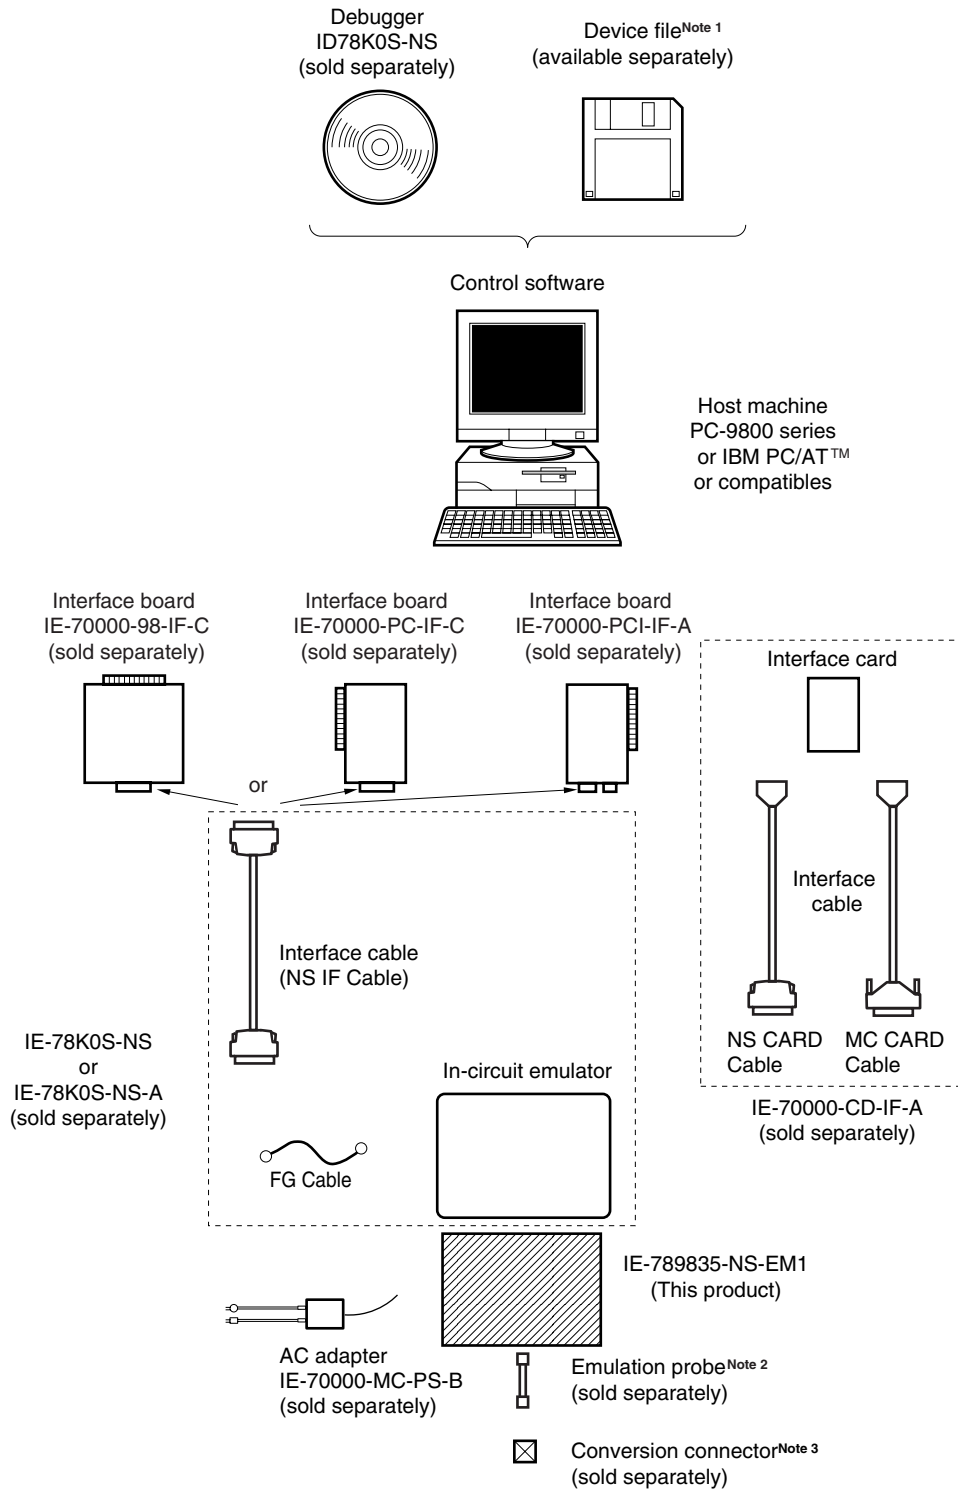 Debugger
ID78K0S-NS
(sold separately)
Device fileNote 1
(available separately)
Control software
Host machine
PC-9800 series
or IBM PC/AT™
or compatibles
Interface board
IE-70000-98-IF-C
(sold separately)
Interface board
IE-70000-PC-IF-C
(sold separately)
Interface board
IE-70000-PCI-IF-A
(sold separately)
Interface card
or
Interface
cable
Interface cable
(NS IF Cable)
NS CARD
Cable
MC CARD
Cable
IE-70000-CD-IF-A
(sold separately)
IE-78K0S-NS
or
IE-78K0S-NS-A
(sold separately)
In-circuit emulator
FG Cable
IE-789835-NS-EM1
(This product)
AC adapter
IE-70000-MC-PS-B
(sold separately)
Emulation probeNote 2
(sold separately)
Conversion connectorNote 3
(sold separately)